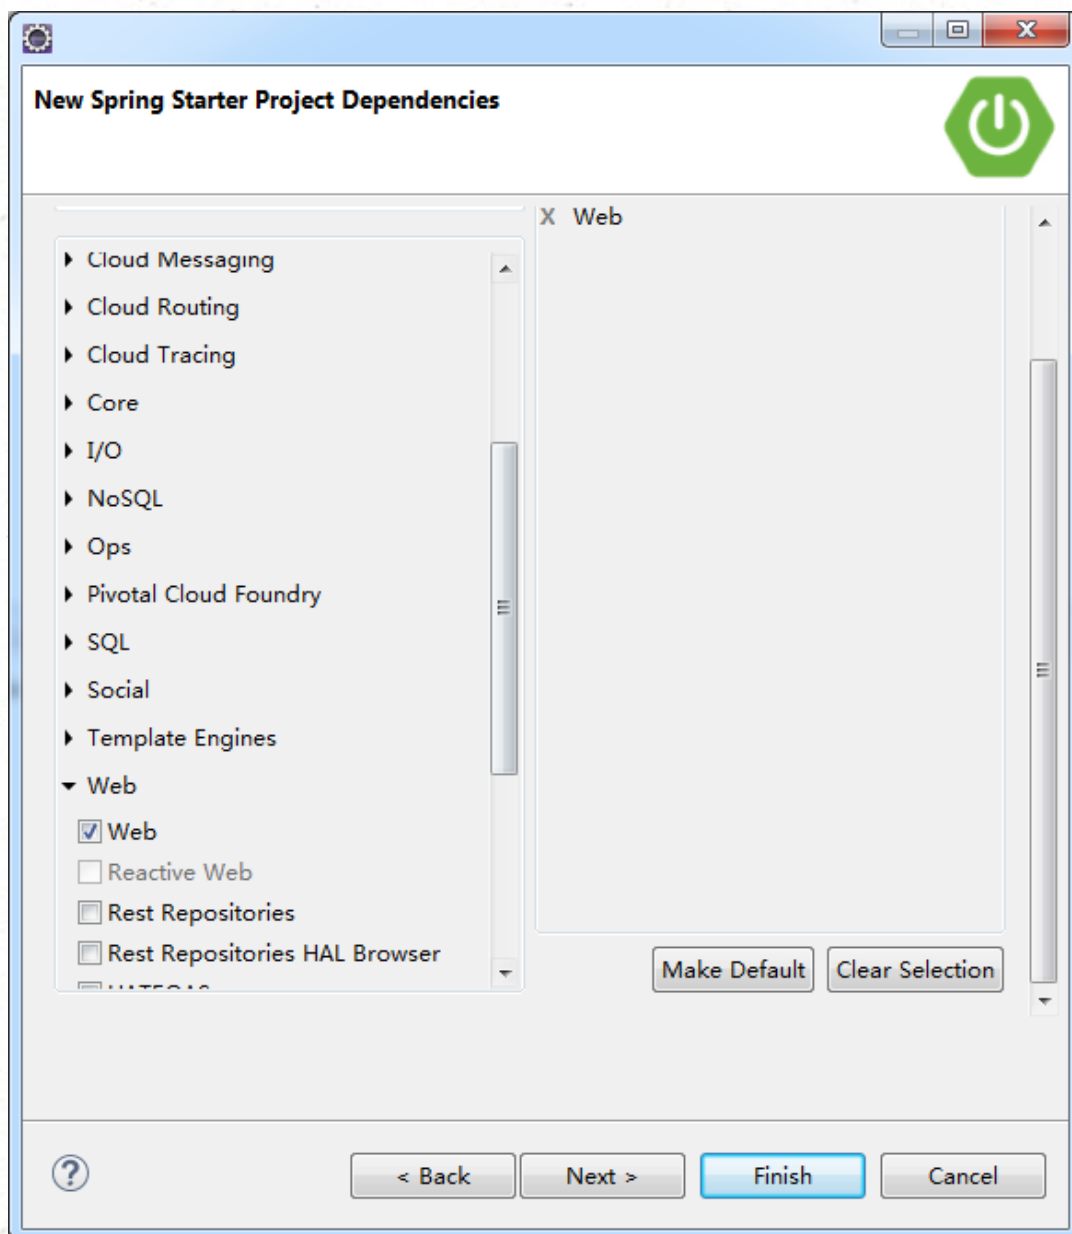 New Spring Starter Project Dependencies
X Web
Cloud Messaging
Cloud Routing
Cloud Tracing
Core
I/O
NoSQL
Ops
Pivotal Cloud Foundry
SQL
Social
Template Engines
Web
Web
Reactive Web
Rest Repositories
Rest Repositories HAL Browser
HATEOAS
Make Default Clear Selection
? < Back Next > Finish Cancel